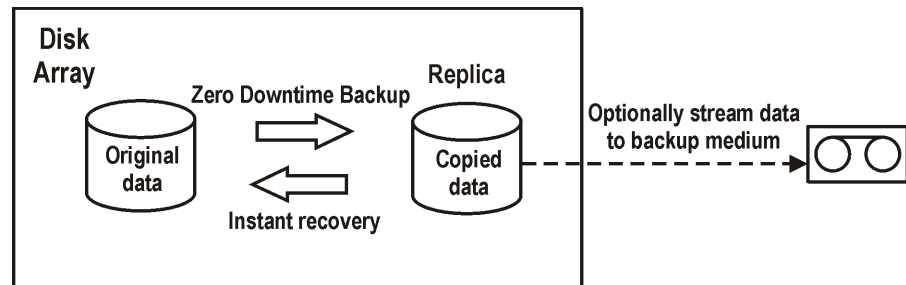 Disk
Array
Zero Downtime Backup
Replica
Original
data
Copied
data
Instant recovery
Optionally stream data
to backup medium